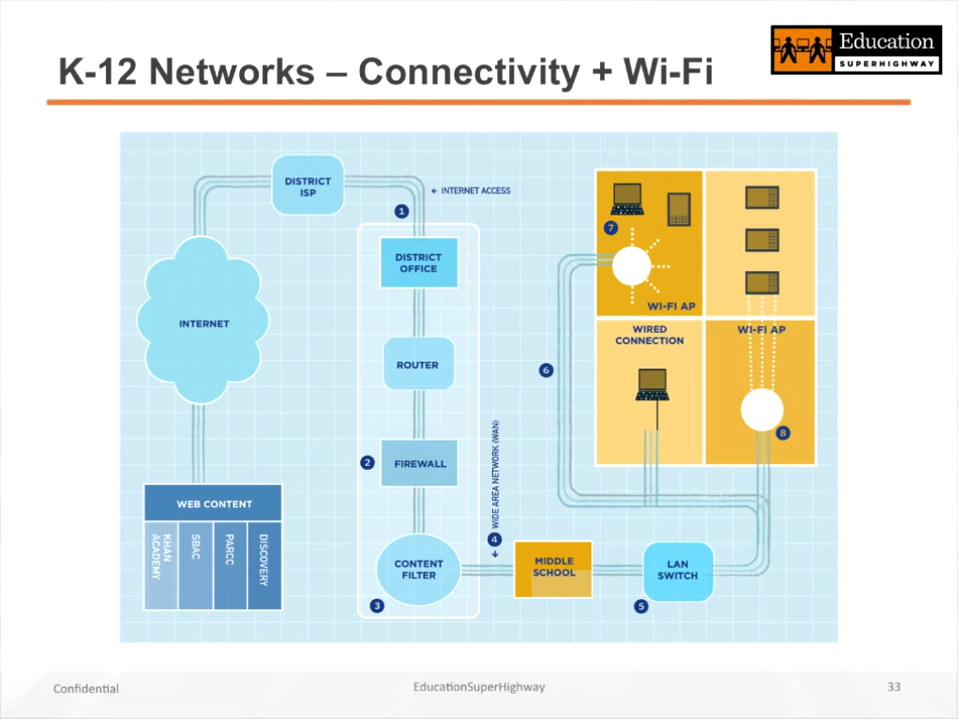 K-12 Networks – Connectivity + Wi-Fi
Education
SUPERHIGHWAY
DISTRICT
ISP
← INTERNET ACCESS
1
DISTRICT
OFFICE
INTERNET
ROUTER
2
FIREWALL
WEB CONTENT
KHAN
ACADEMY
SBAC
PARCC
DISCOVERY
CONTENT
FILTER
3
← 4 WIDE AREA NETWORK (WAN)
MIDDLE
SCHOOL
LAN
SWITCH
5
6
7
WI-FI AP
WIRED
CONNECTION
WI-FI AP
8
Confidential
EducationSuperHighway
33